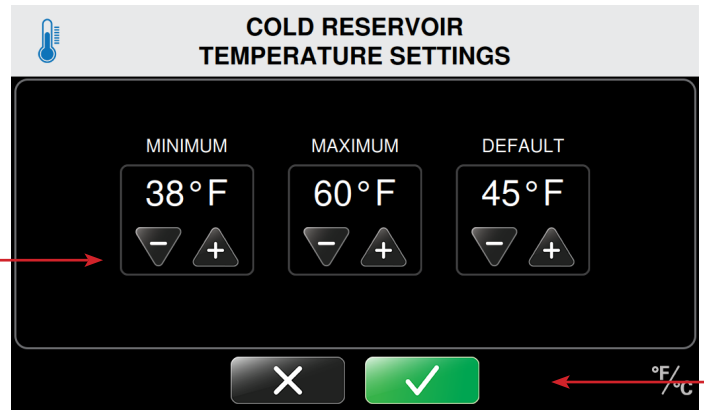 COLD RESERVOIR
TEMPERATURE SETTINGS
MINIMUM MAXIMUM DEFAULT
38°F 60°F 45°F
− + − + − +
°F/°C